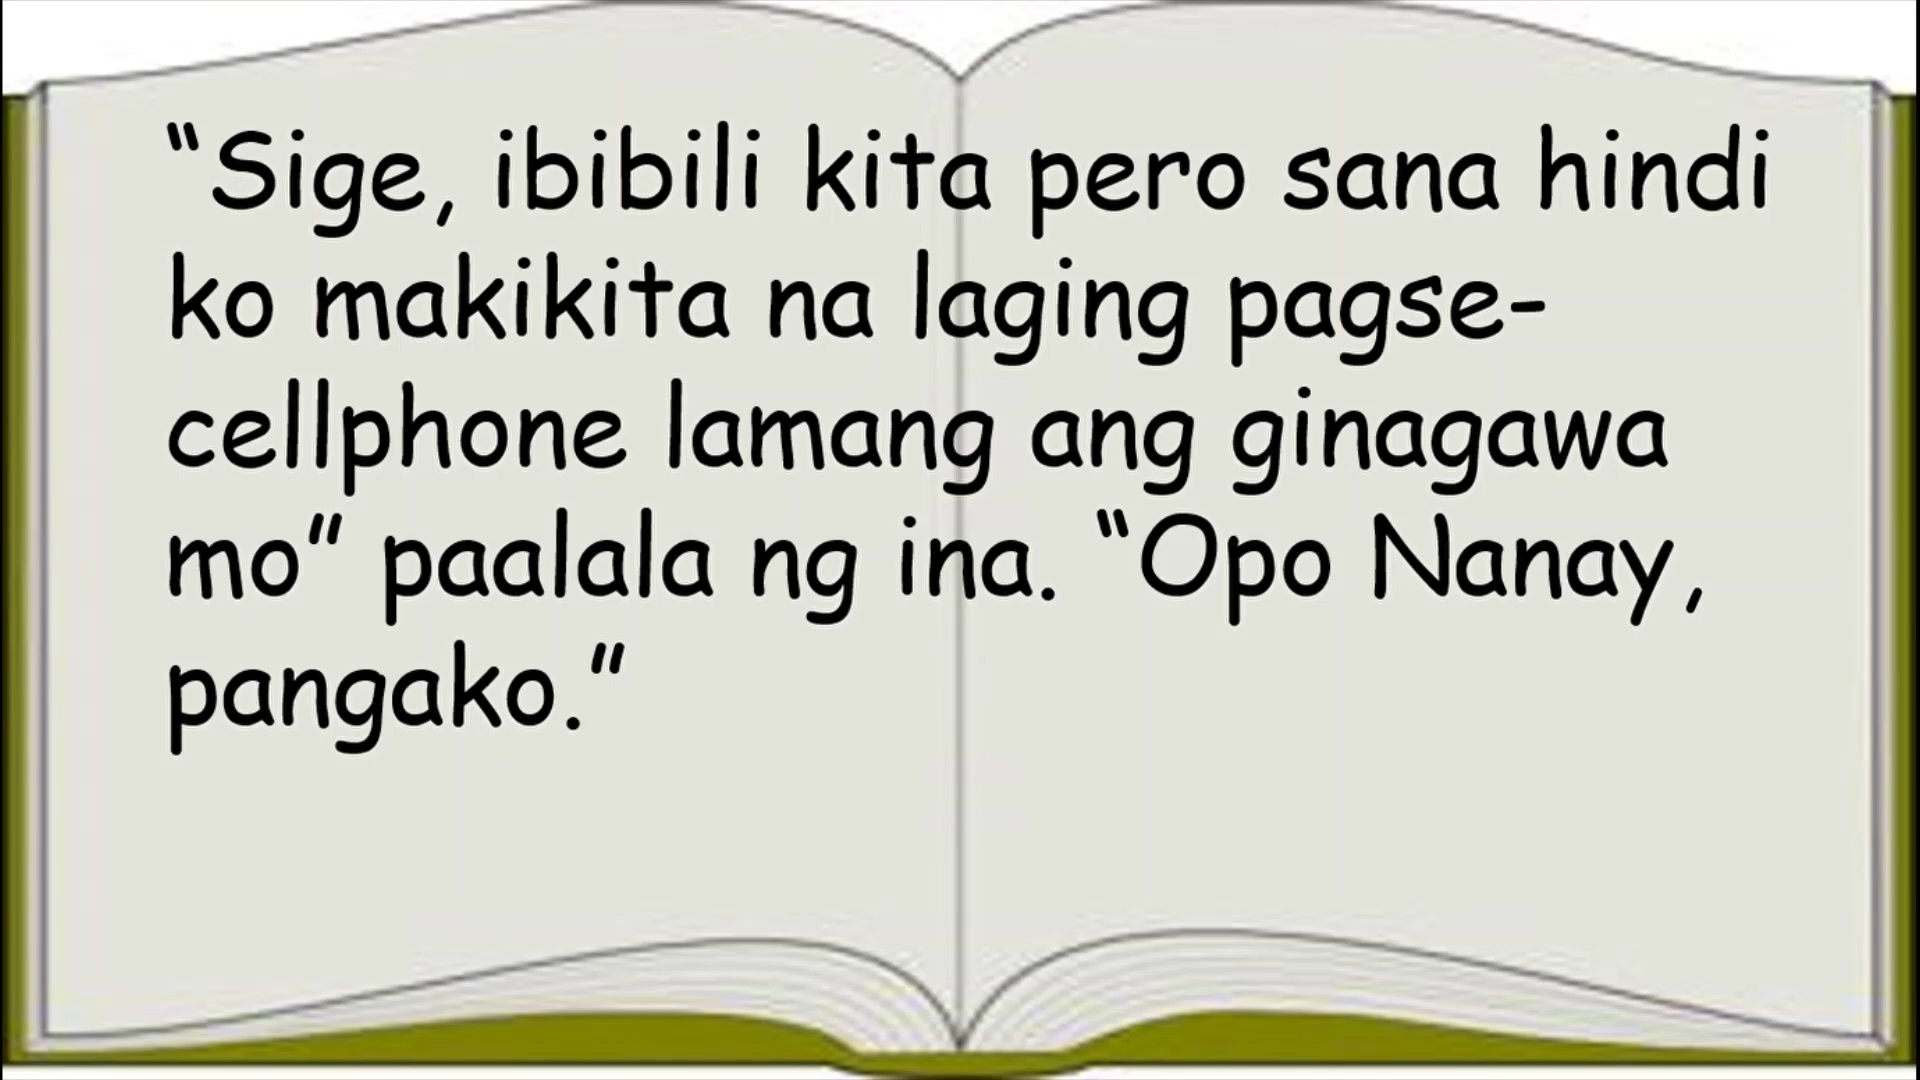 “Sige, ibibili kita pero sana hindi
ko makikita na laging pagse-
cellphone lamang ang ginagawa
mo” paalala ng ina. “Opo Nanay,
pangako.”